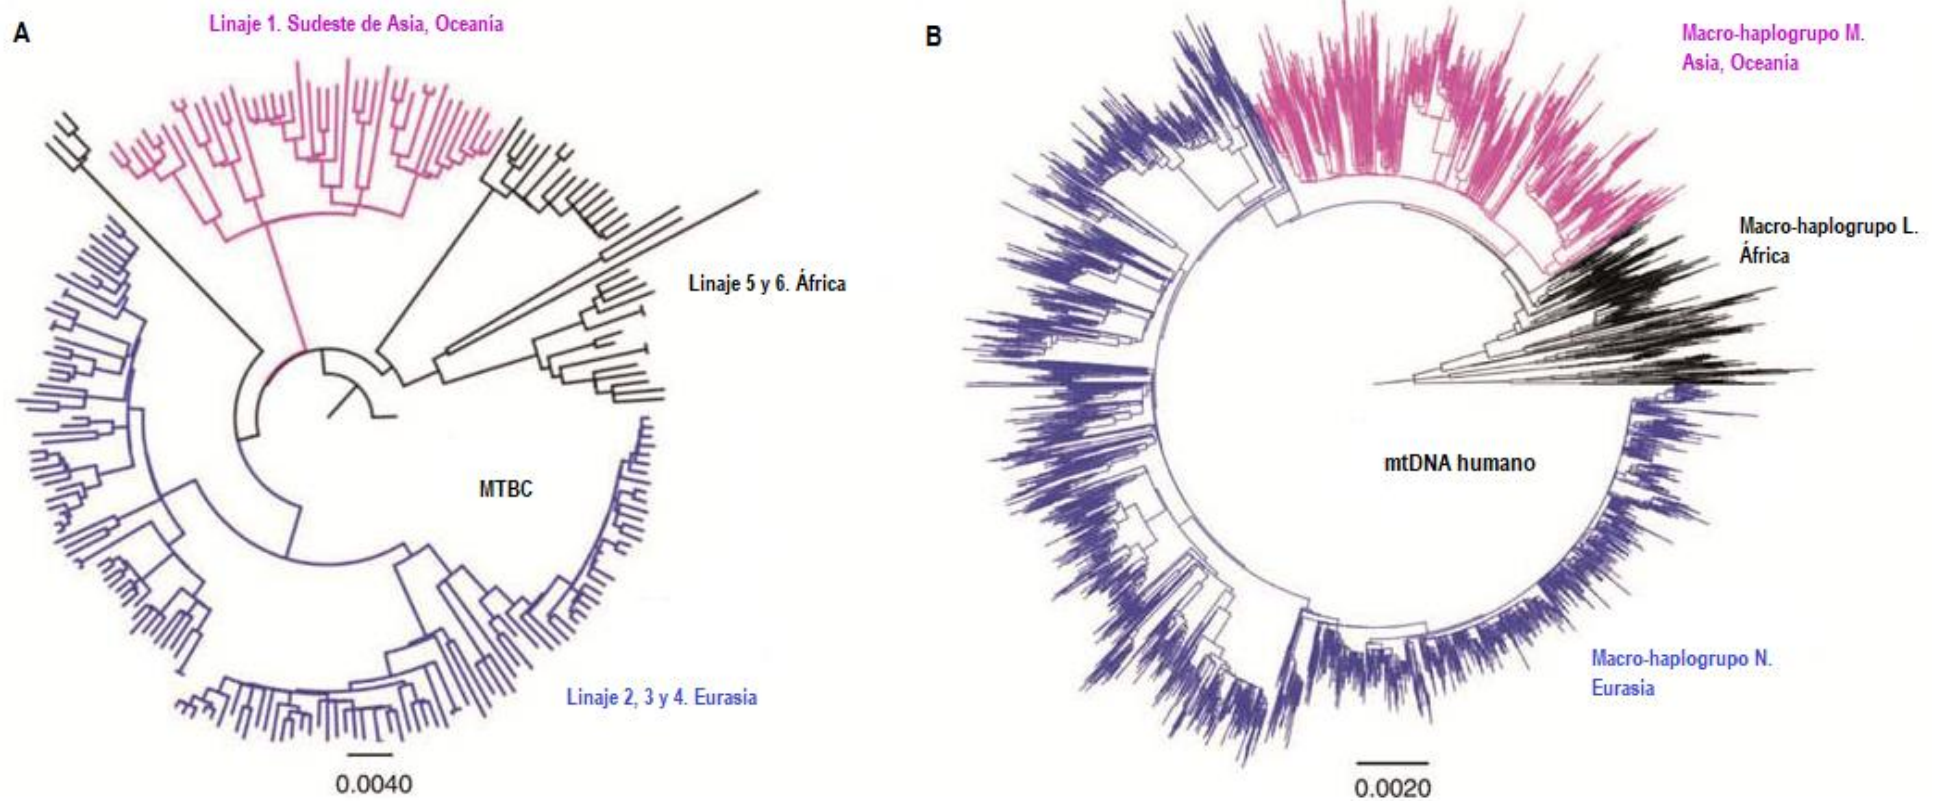 A
Linaje 1. Sudeste de Asia, Oceanía
Linaje 5 y 6. África
MTBC
Linaje 2, 3 y 4. Eurasia
0.0040
B
Macro-haplogrupo M.
Asia, Oceanía
Macro-haplogrupo L.
África
mtDNA humano
Macro-haplogrupo N.
Eurasia
0.0020